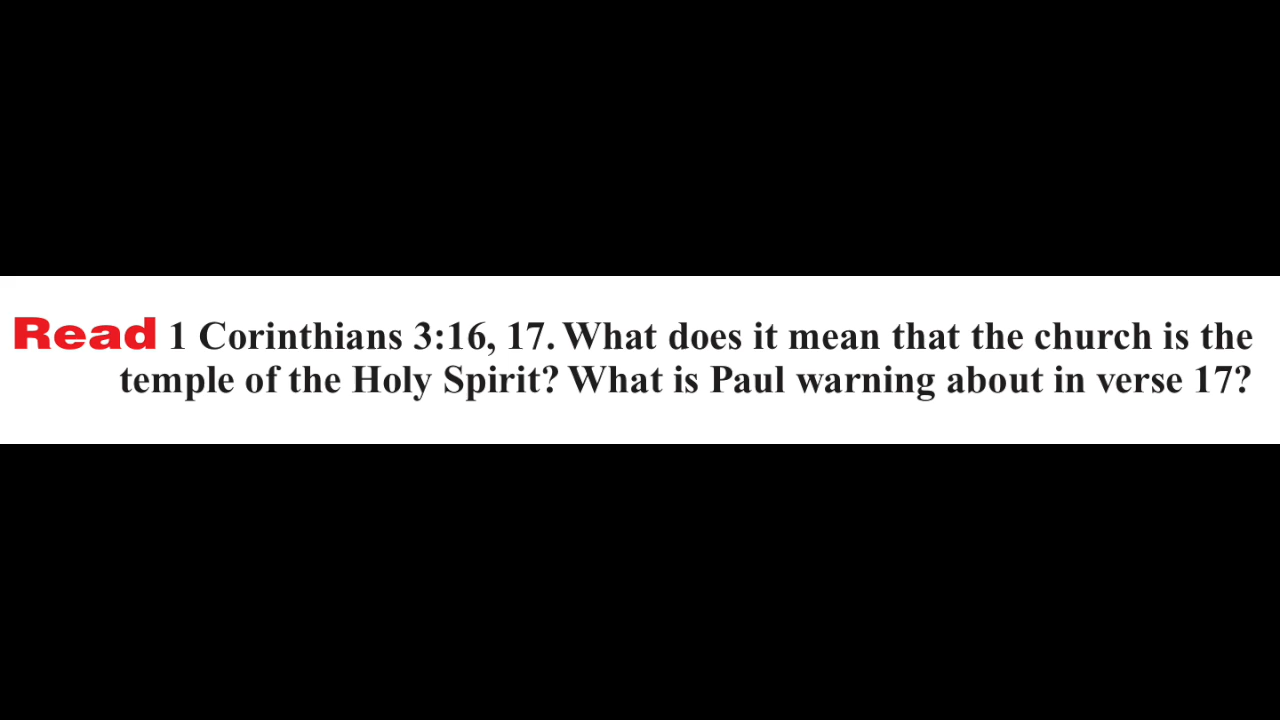 Read 1 Corinthians 3:16, 17. What does it mean that the church is the
temple of the Holy Spirit? What is Paul warning about in verse 17?